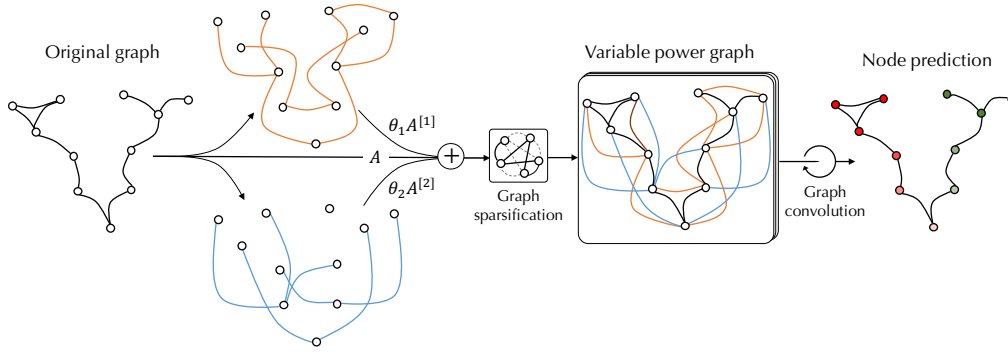 Original graph
θ₁A[1]
A
θ₂A[2]
Graph
sparsification
Variable power graph
Graph
convolution
Node prediction